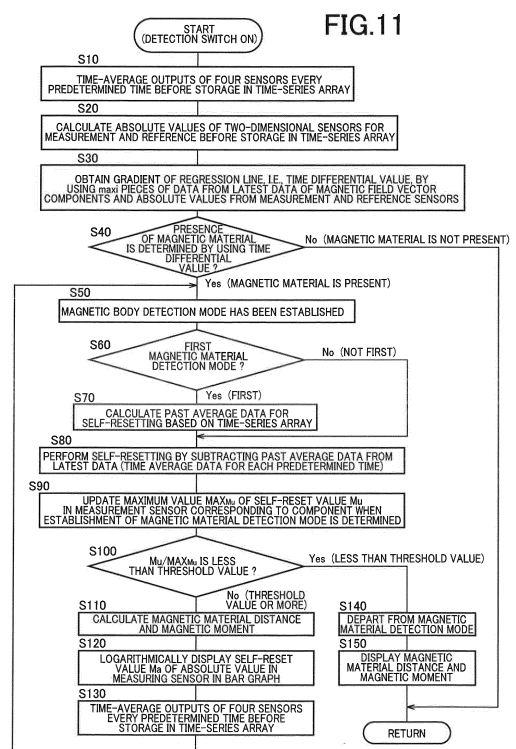 FIG.11
START
(DETECTION SWITCH ON)
S10
TIME-AVERAGE OUTPUTS OF FOUR SENSORS EVERY
PREDETERMINED TIME BEFORE STORAGE IN TIME-SERIES ARRAY
S20
CALCULATE ABSOLUTE VALUES OF TWO-DIMENSIONAL SENSORS FOR
MEASUREMENT AND REFERENCE BEFORE STORAGE IN TIME-SERIES ARRAY
S30
OBTAIN GRADIENT OF REGRESSION LINE, I.E., TIME DIFFERENTIAL VALUE, BY
USING maxi PIECES OF DATA FROM LATEST DATA OF MAGNETIC FIELD VECTOR
COMPONENTS AND ABSOLUTE VALUES FROM MEASUREMENT AND REFERENCE SENSORS
S40
PRESENCE
OF MAGNETIC MATERIAL
IS DETERMINED BY USING TIME
DIFFERENTIAL
VALUE ?
No (MAGNETIC MATERIAL IS NOT PRESENT)
Yes (MAGNETIC MATERIAL IS PRESENT)
S50
MAGNETIC BODY DETECTION MODE HAS BEEN ESTABLISHED
S60
FIRST
MAGNETIC MATERIAL
DETECTION MODE ?
No (NOT FIRST)
Yes (FIRST)
S70
CALCULATE PAST AVERAGE DATA FOR
SELF-RESETTING BASED ON TIME-SERIES ARRAY
S80
PERFORM SELF-RESETTING BY SUBTRACTING PAST AVERAGE DATA FROM
LATEST DATA (TIME AVERAGE DATA FOR EACH PREDETERMINED TIME)
S90
UPDATE MAXIMUM VALUE MAXMu OF SELF-RESET VALUE Mu
IN MEASUREMENT SENSOR CORRESPONDING TO COMPONENT WHEN
ESTABLISHMENT OF MAGNETIC MATERIAL DETECTION MODE IS DETERMINED
S100
Mu/MAXMu IS LESS
THAN THRESHOLD VALUE ?
Yes (LESS THAN THRESHOLD VALUE)
No (THRESHOLD
VALUE OR MORE)
S110
CALCULATE MAGNETIC MATERIAL DISTANCE
AND MAGNETIC MOMENT
S120
LOGARITHMICALLY DISPLAY SELF-RESET
VALUE Ma OF ABSOLUTE VALUE IN
MEASURING SENSOR IN BAR GRAPH
S130
TIME-AVERAGE OUTPUTS OF FOUR SENSORS
EVERY PREDETERMINED TIME BEFORE
STORAGE IN TIME-SERIES ARRAY
S140
DEPART FROM MAGNETIC
MATERIAL DETECTION MODE
S150
DISPLAY MAGNETIC
MATERIAL DISTANCE AND
MAGNETIC MOMENT
RETURN